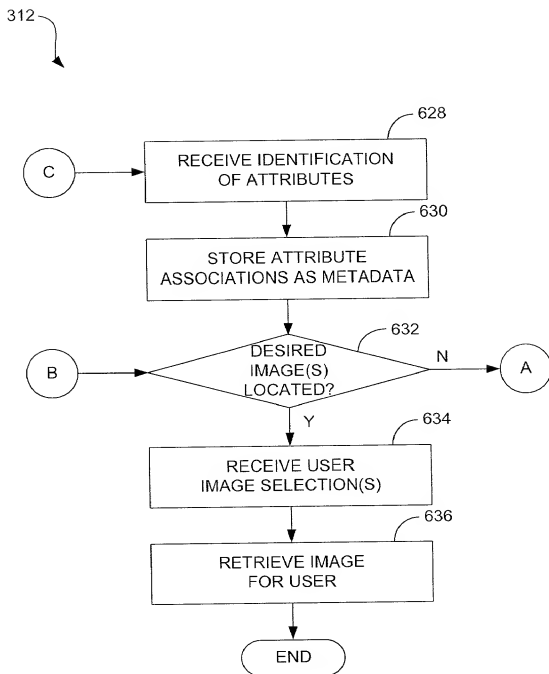 312
628
C
RECEIVE IDENTIFICATION
OF ATTRIBUTES
630
STORE ATTRIBUTE
ASSOCIATIONS AS METADATA
632
B
DESIRED
IMAGE(S)
LOCATED?
N
A
Y
634
RECEIVE USER
IMAGE SELECTION(S)
636
RETRIEVE IMAGE
FOR USER
END